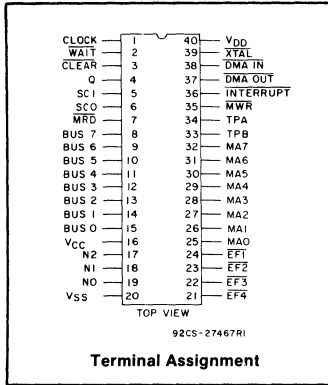 CLOCK 1 40 VDD
WAIT 2 39 XTAL
CLEAR 3 38 DMA IN
Q 4 37 DMA OUT
SC1 5 36 INTERRUPT
SC0 6 35 MWR
MRD 7 34 TPA
BUS 7 8 33 TPB
BUS 6 9 32 MA7
BUS 5 10 31 MA6
BUS 4 11 30 MA5
BUS 3 12 29 MA4
BUS 2 13 28 MA3
BUS 1 14 27 MA2
BUS 0 15 26 MA1
VCC 16 25 MA0
N2 17 24 EF1
N1 18 23 EF2
N0 19 22 EF3
VSS 20 21 EF4
TOP VIEW
92CS-27467R1
Terminal Assignment